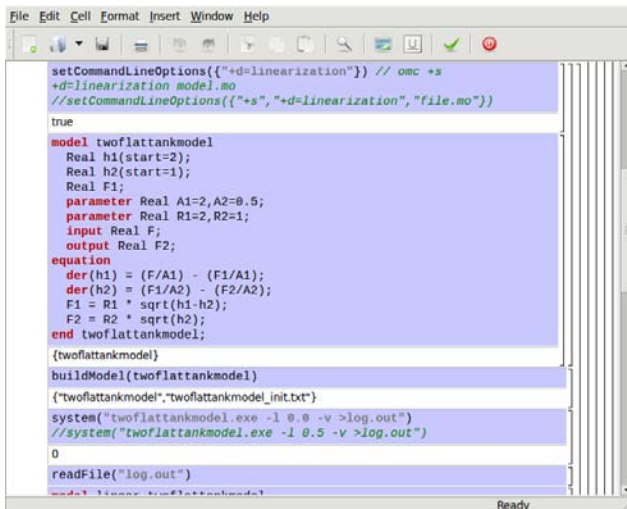 File Edit Cell Format Insert Window Help
setCommandLineOptions({"+d=linearization"}) // omc +s
+d=linearization model.mo
//setCommandLineOptions({"+s","+d=linearization","file.mo"})
true
model twoflattankmodel
Real h1(start=2);
Real h2(start=1);
Real F1;
parameter Real A1=2,A2=0.5;
parameter Real R1=2,R2=1;
input Real F;
output Real F2;
equation
der(h1) = (F/A1) - (F1/A1);
der(h2) = (F1/A2) - (F2/A2);
F1 = R1 * sqrt(h1-h2);
F2 = R2 * sqrt(h2);
end twoflattankmodel;
{twoflattankmodel}
buildModel(twoflattankmodel)
{"twoflattankmodel","twoflattankmodel_init.txt"}
system("twoflattankmodel.exe -l 0.0 -v >log.out")
//system("twoflattankmodel.exe -l 0.5 -v >log.out")
0
readFile("log.out")
Ready